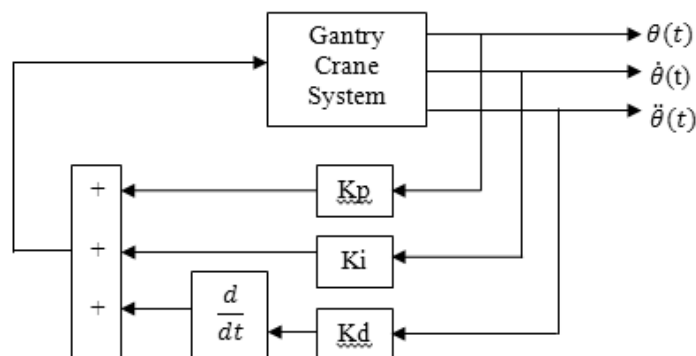 Gantry
Crane
System
θ(t)
θ̇(t)
θ̈(t)
+
Kp
+
Ki
+
d
dt
Kd